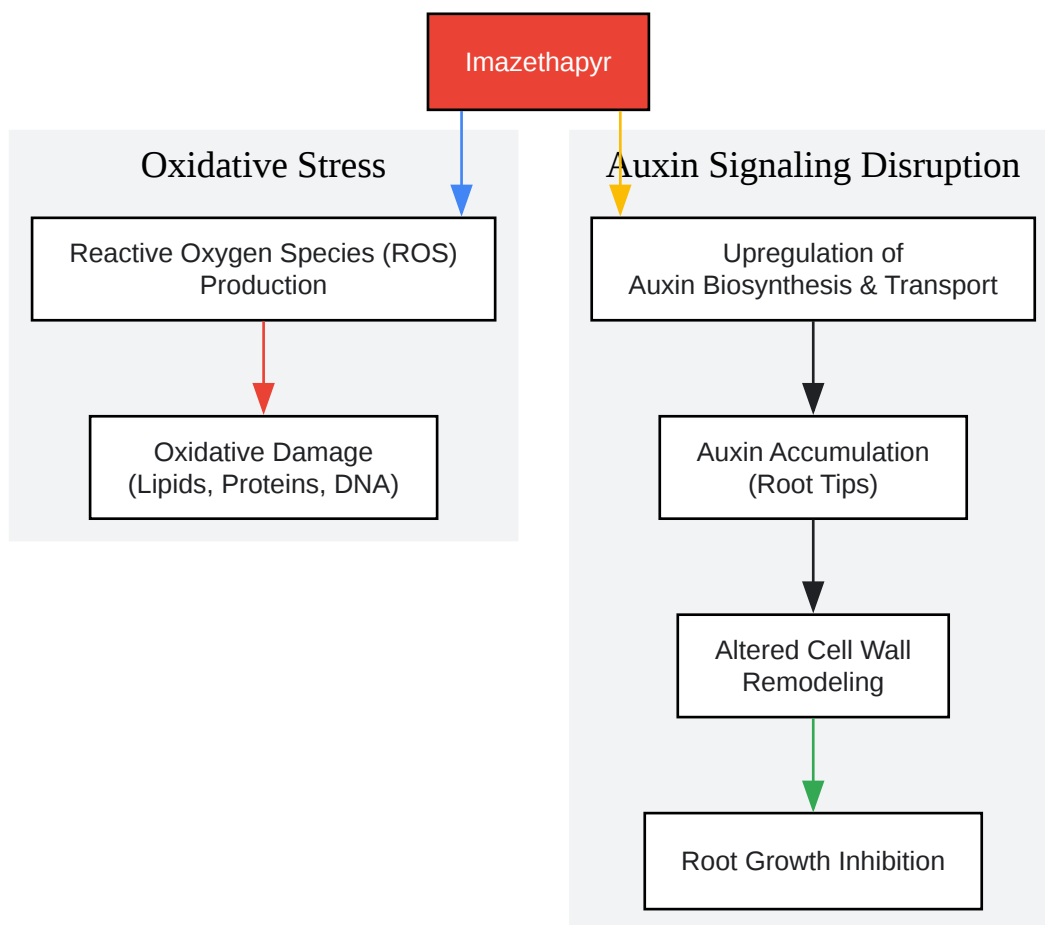 Imazethapyr
Oxidative Stress
Reactive Oxygen Species (ROS)
Production
Oxidative Damage
(Lipids, Proteins, DNA)
Auxin Signaling Disruption
Upregulation of
Auxin Biosynthesis & Transport
Auxin Accumulation
(Root Tips)
Altered Cell Wall
Remodeling
Root Growth Inhibition